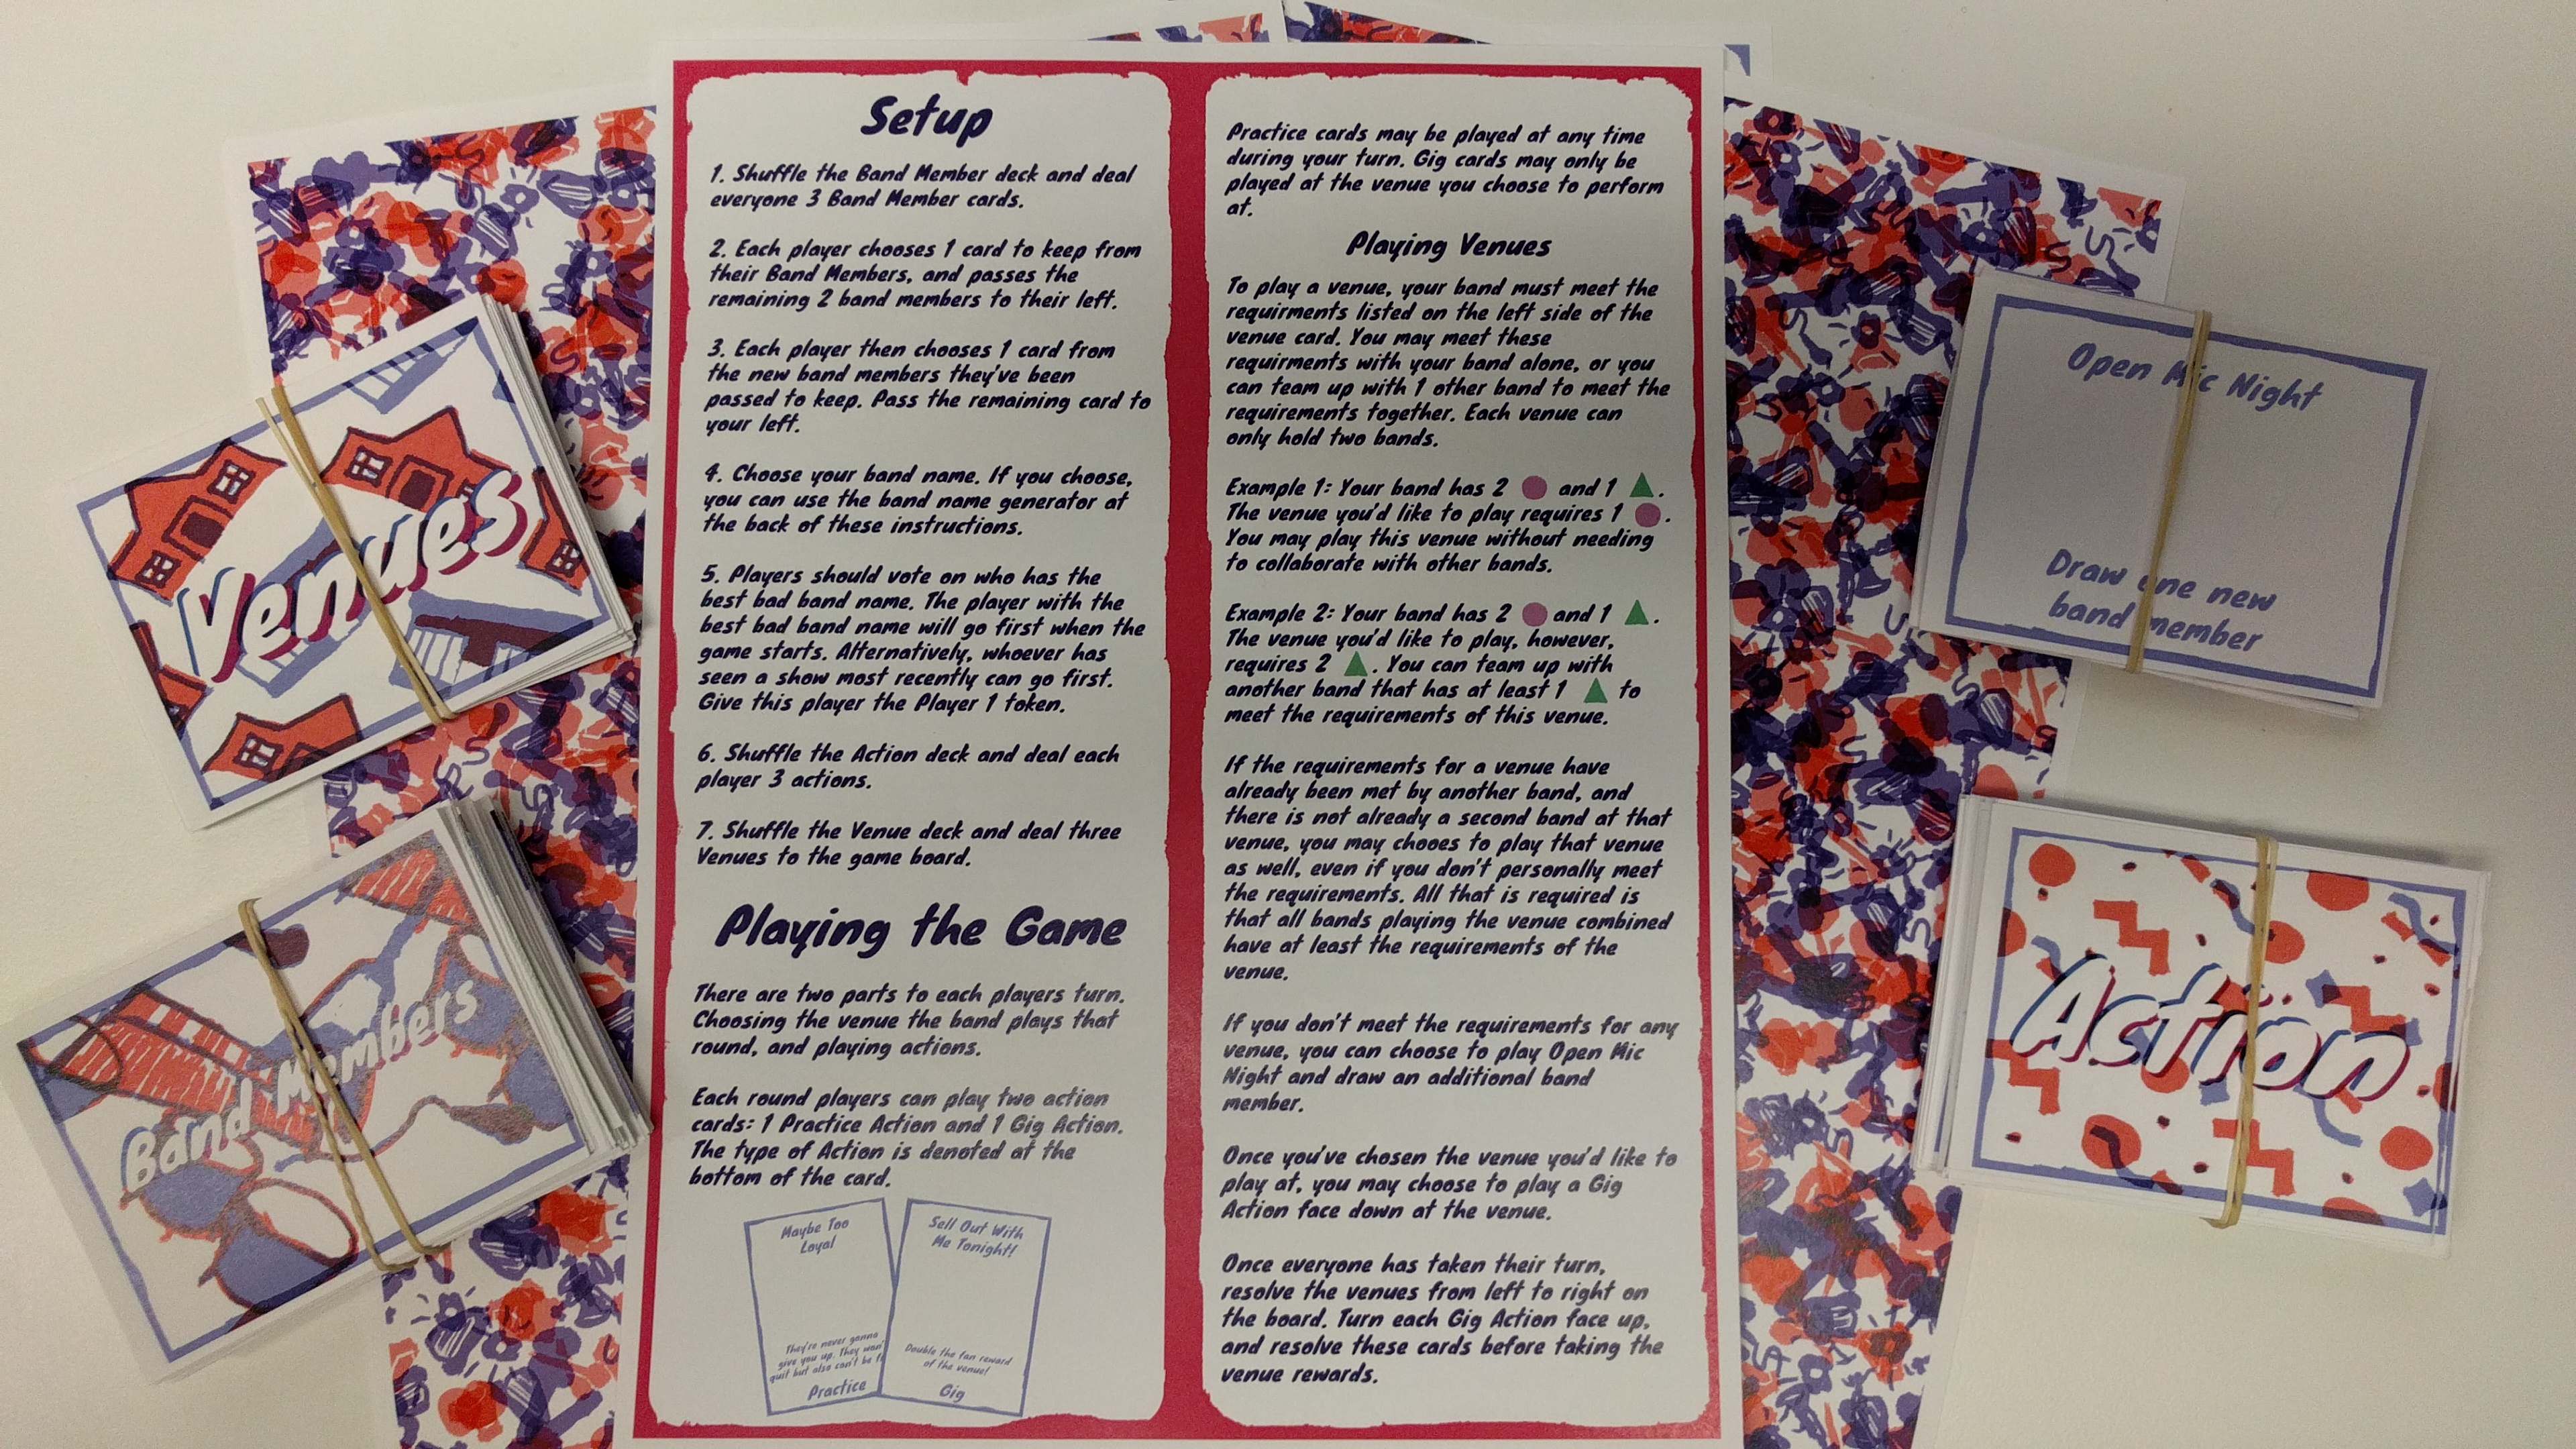 Setup
1. Shuffle the Band Member deck and deal
everyone 3 Band Member cards.
2. Each player chooses 1 card to keep from
their Band Members, and passes the
remaining 2 band members to their left.
3. Each player then chooses 1 card from
the new band members they've been
passed to keep. Pass the remaining card to
your left.
4. Choose your band name. If you choose,
you can use the band name generator at
the back of these instructions.
5. Players should vote on who has the
best bad band name. The player with the
best bad band name will go first when the
game starts. Alternatively, whoever has
seen a show most recently can go first.
Give this player the Player 1 token.
6. Shuffle the Action deck and deal each
player 3 actions.
7. Shuffle the Venue deck and deal three
Venues to the game board.
Playing the Game
There are two parts to each players turn.
Choosing the venue the band plays that
round, and playing actions.
Each round players can play two action
cards: 1 Practice Action and 1 Gig Action.
The type of Action is denoted at the
bottom of the card.
Maybe Too
Loyal
They're never gonna
give you up. They won'
quit but also can't be f
Practice
Sell Out With
Me Tonight!
Double the fan reward
of the venue!
Gig
Practice cards may be played at any time
during your turn. Gig cards may only be
played at the venue you choose to perform
at.
Playing Venues
To play a venue, your band must meet the
requirments listed on the left side of the
venue card. You may meet these
requirments with your band alone, or you
can team up with 1 other band to meet the
requirements together. Each venue can
only hold two bands.
Example 1: Your band has 2 and 1 .
The venue you'd like to play requires 1 .
You may play this venue without needing
to collaborate with other bands.
Example 2: Your band has 2 and 1 .
The venue you'd like to play, however,
requires 2 . You can team up with
another band that has at least 1 to
meet the requirements of this venue.
If the requirements for a venue have
already been met by another band, and
there is not already a second band at that
venue, you may chooes to play that venue
as well, even if you don't personally meet
the requirements. All that is required is
that all bands playing the venue combined
have at least the requirements of the
venue.
If you don't meet the requirements for any
venue, you can choose to play Open Mic
Night and draw an additional band
member.
Once you've chosen the venue you'd like to
play at, you may choose to play a Gig
Action face down at the venue.
Once everyone has taken their turn,
resolve the venues from left to right on
the board. Turn each Gig Action face up,
and resolve these cards before taking the
venue rewards.
Venues
Band Members
Open Mic Night
Draw one new
band member
Action